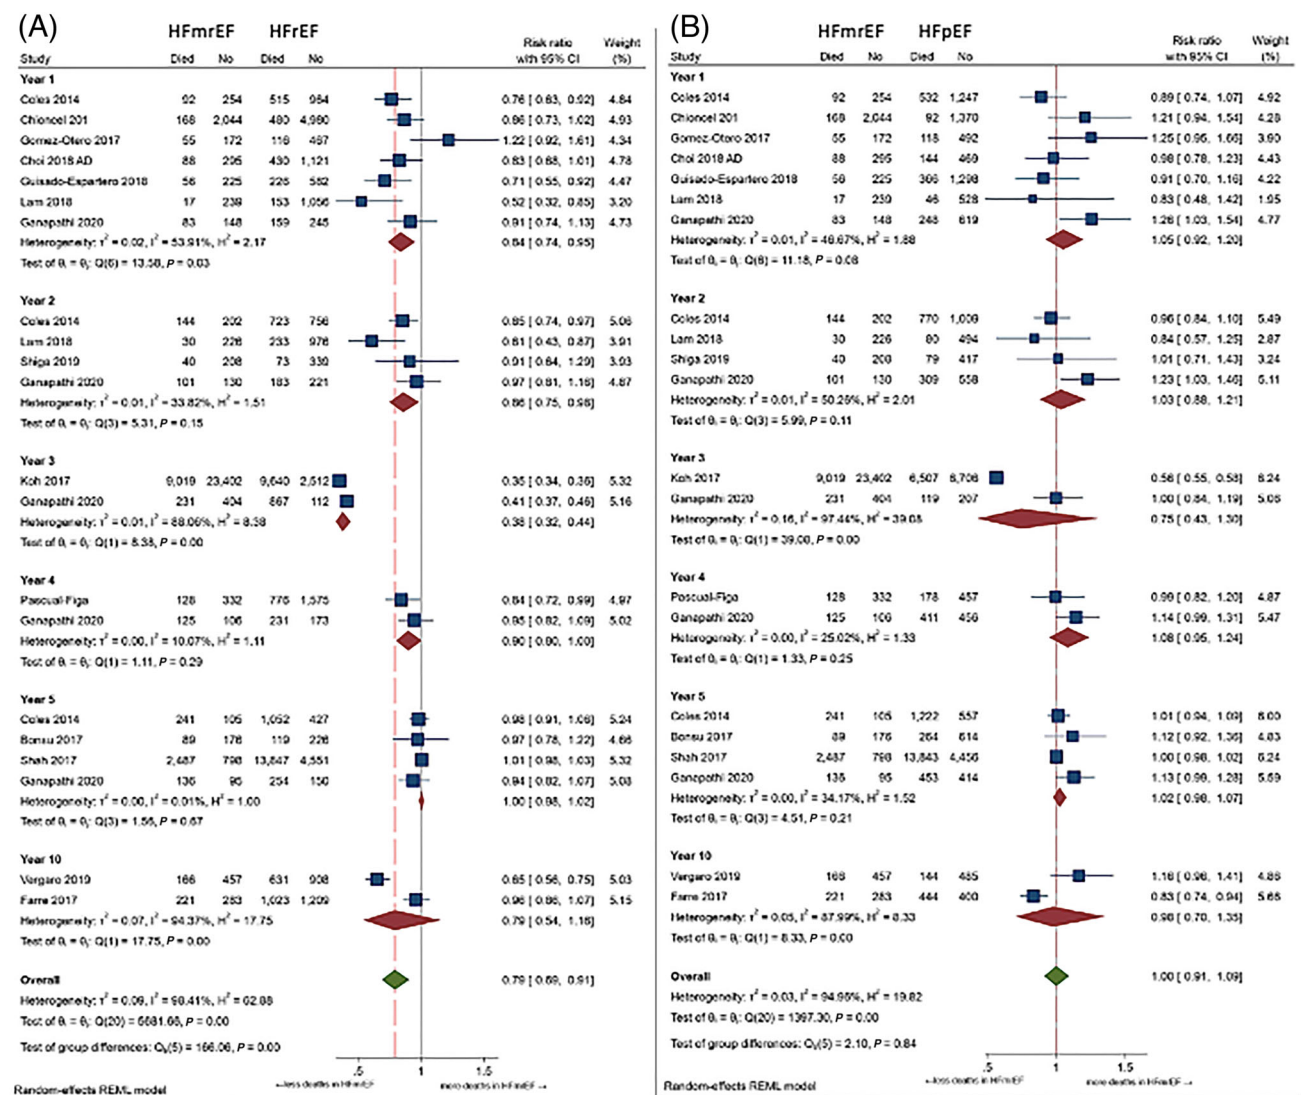 (A) HFmrEF HFrEF
Risk ratio Weight
Study Died No Died No with 95% CI (%)
Year 1
Coles 2014 92 254 515 964 0.76 [ 0.63, 0.92] 4.84
Chioncel 201 168 2,044 480 4,980 0.86 [ 0.73, 1.02] 4.93
Gomez-Otero 2017 55 172 116 467 1.22 [ 0.92, 1.61] 4.34
Choi 2018 AD 88 295 430 1,121 0.83 [ 0.68, 1.01] 4.78
Guisado-Espartero 2018 56 225 226 582 0.71 [ 0.55, 0.92] 4.47
Lam 2018 17 239 153 1,056 0.52 [ 0.32, 0.85] 3.20
Ganapathi 2020 83 148 159 245 0.91 [ 0.74, 1.13] 4.73
Heterogeneity: τ² = 0.02, I² = 53.91%, H² = 2.17 0.84 [ 0.74, 0.95]
Test of θᵢ = θⱼ: Q(6) = 13.58, P = 0.03
Year 2
Coles 2014 144 202 723 756 0.85 [ 0.74, 0.97] 5.06
Lam 2018 30 226 233 976 0.61 [ 0.43, 0.87] 3.91
Shiga 2019 40 208 73 339 0.91 [ 0.64, 1.29] 3.93
Ganapathi 2020 101 130 183 221 0.97 [ 0.81, 1.16] 4.87
Heterogeneity: τ² = 0.01, I² = 33.82%, H² = 1.51 0.86 [ 0.75, 0.98]
Test of θᵢ = θⱼ: Q(3) = 5.31, P = 0.15
Year 3
Koh 2017 9,019 23,402 9,640 2,512 0.35 [ 0.34, 0.36] 5.32
Ganapathi 2020 231 404 867 112 0.41 [ 0.37, 0.46] 5.16
Heterogeneity: τ² = 0.01, I² = 88.06%, H² = 8.38 0.38 [ 0.32, 0.44]
Test of θᵢ = θⱼ: Q(1) = 8.38, P = 0.00
Year 4
Pascual-Figa 128 332 776 1,575 0.84 [ 0.72, 0.99] 4.97
Ganapathi 2020 125 106 231 173 0.95 [ 0.82, 1.09] 5.02
Heterogeneity: τ² = 0.00, I² = 10.07%, H² = 1.11 0.90 [ 0.80, 1.00]
Test of θᵢ = θⱼ: Q(1) = 1.11, P = 0.29
Year 5
Coles 2014 241 105 1,052 427 0.98 [ 0.91, 1.06] 5.24
Bonsu 2017 89 176 119 226 0.97 [ 0.78, 1.22] 4.66
Shah 2017 2,487 798 13,847 4,551 1.01 [ 0.98, 1.03] 5.32
Ganapathi 2020 136 95 254 150 0.94 [ 0.82, 1.07] 5.08
Heterogeneity: τ² = 0.00, I² = 0.01%, H² = 1.00 1.00 [ 0.98, 1.02]
Test of θᵢ = θⱼ: Q(3) = 1.56, P = 0.67
Year 10
Vergaro 2019 166 457 631 908 0.65 [ 0.56, 0.75] 5.03
Farre 2017 221 283 1,023 1,209 0.96 [ 0.86, 1.07] 5.15
Heterogeneity: τ² = 0.07, I² = 94.37%, H² = 17.75 0.79 [ 0.54, 1.16]
Test of θᵢ = θⱼ: Q(1) = 17.75, P = 0.00
Overall 0.79 [ 0.69, 0.91]
Heterogeneity: τ² = 0.09, I² = 98.41%, H² = 62.88
Test of θᵢ = θⱼ: Q(20) = 5681.66, P = 0.00
Test of group differences: Q(5) = 166.06, P = 0.00
.5 1 1.5
←less deaths in HFmrEF more deaths in HFmrEF→
Random-effects REML model
(B) HFmrEF HFpEF
Risk ratio Weight
Study Died No Died No with 95% CI (%)
Year 1
Coles 2014 92 254 532 1,247 0.89 [ 0.74, 1.07] 4.92
Chioncel 201 168 2,044 92 1,370 1.21 [ 0.94, 1.54] 4.28
Gomez-Otero 2017 55 172 118 492 1.25 [ 0.95, 1.66] 3.90
Choi 2018 AD 88 295 144 469 0.98 [ 0.78, 1.23] 4.43
Guisado-Espartero 2018 56 225 366 1,298 0.91 [ 0.70, 1.16] 4.22
Lam 2018 17 239 46 528 0.83 [ 0.48, 1.42] 1.95
Ganapathi 2020 83 148 248 619 1.26 [ 1.03, 1.54] 4.77
Heterogeneity: τ² = 0.01, I² = 46.67%, H² = 1.88 1.05 [ 0.92, 1.20]
Test of θᵢ = θⱼ: Q(6) = 11.18, P = 0.08
Year 2
Coles 2014 144 202 770 1,009 0.96 [ 0.84, 1.10] 5.49
Lam 2018 30 226 80 494 0.84 [ 0.57, 1.25] 2.87
Shiga 2019 40 208 79 417 1.01 [ 0.71, 1.43] 3.24
Ganapathi 2020 101 130 309 558 1.23 [ 1.03, 1.46] 5.11
Heterogeneity: τ² = 0.01, I² = 50.26%, H² = 2.01 1.03 [ 0.88, 1.21]
Test of θᵢ = θⱼ: Q(3) = 5.99, P = 0.11
Year 3
Koh 2017 9,019 23,402 6,507 6,706 0.56 [ 0.55, 0.58] 6.24
Ganapathi 2020 231 404 119 207 1.00 [ 0.84, 1.19] 5.06
Heterogeneity: τ² = 0.16, I² = 97.44%, H² = 39.08 0.75 [ 0.43, 1.30]
Test of θᵢ = θⱼ: Q(1) = 39.08, P = 0.00
Year 4
Pascual-Figa 128 332 178 457 0.99 [ 0.82, 1.20] 4.87
Ganapathi 2020 125 106 411 456 1.14 [ 0.99, 1.31] 5.47
Heterogeneity: τ² = 0.00, I² = 25.02%, H² = 1.33 1.08 [ 0.95, 1.24]
Test of θᵢ = θⱼ: Q(1) = 1.33, P = 0.25
Year 5
Coles 2014 241 105 1,222 557 1.01 [ 0.94, 1.09] 6.00
Bonsu 2017 89 176 264 614 1.12 [ 0.92, 1.36] 4.83
Shah 2017 2,487 798 13,843 4,456 1.00 [ 0.98, 1.02] 6.24
Ganapathi 2020 136 95 453 414 1.13 [ 0.99, 1.28] 5.59
Heterogeneity: τ² = 0.00, I² = 34.17%, H² = 1.52 1.02 [ 0.98, 1.07]
Test of θᵢ = θⱼ: Q(3) = 4.51, P = 0.21
Year 10
Vergaro 2019 166 457 144 485 1.16 [ 0.96, 1.41] 4.86
Farre 2017 221 283 444 400 0.83 [ 0.74, 0.94] 5.66
Heterogeneity: τ² = 0.05, I² = 87.99%, H² = 8.33 0.98 [ 0.70, 1.35]
Test of θᵢ = θⱼ: Q(1) = 8.33, P = 0.00
Overall 1.00 [ 0.91, 1.09]
Heterogeneity: τ² = 0.03, I² = 94.96%, H² = 19.82
Test of θᵢ = θⱼ: Q(20) = 1397.30, P = 0.00
Test of group differences: Q(5) = 2.10, P = 0.84
.5 1 1.5
←less deaths in HFmrEF more deaths in HFmrEF→
Random-effects REML model